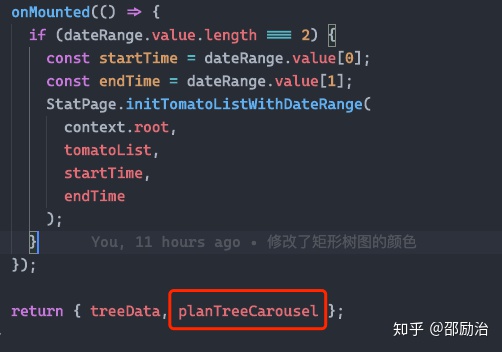 onMounted(() => {
if (dateRange.value.length === 2) {
const startTime = dateRange.value[0];
const endTime = dateRange.value[1];
StatPage.initTomatoListWithDateRange(
context.root,
tomatoList,
startTime,
endTime
);
} You, 11 hours ago • 修改了矩形树图的颜色
});
return { treeData, planTreeCarousel };
知乎 @邵励治